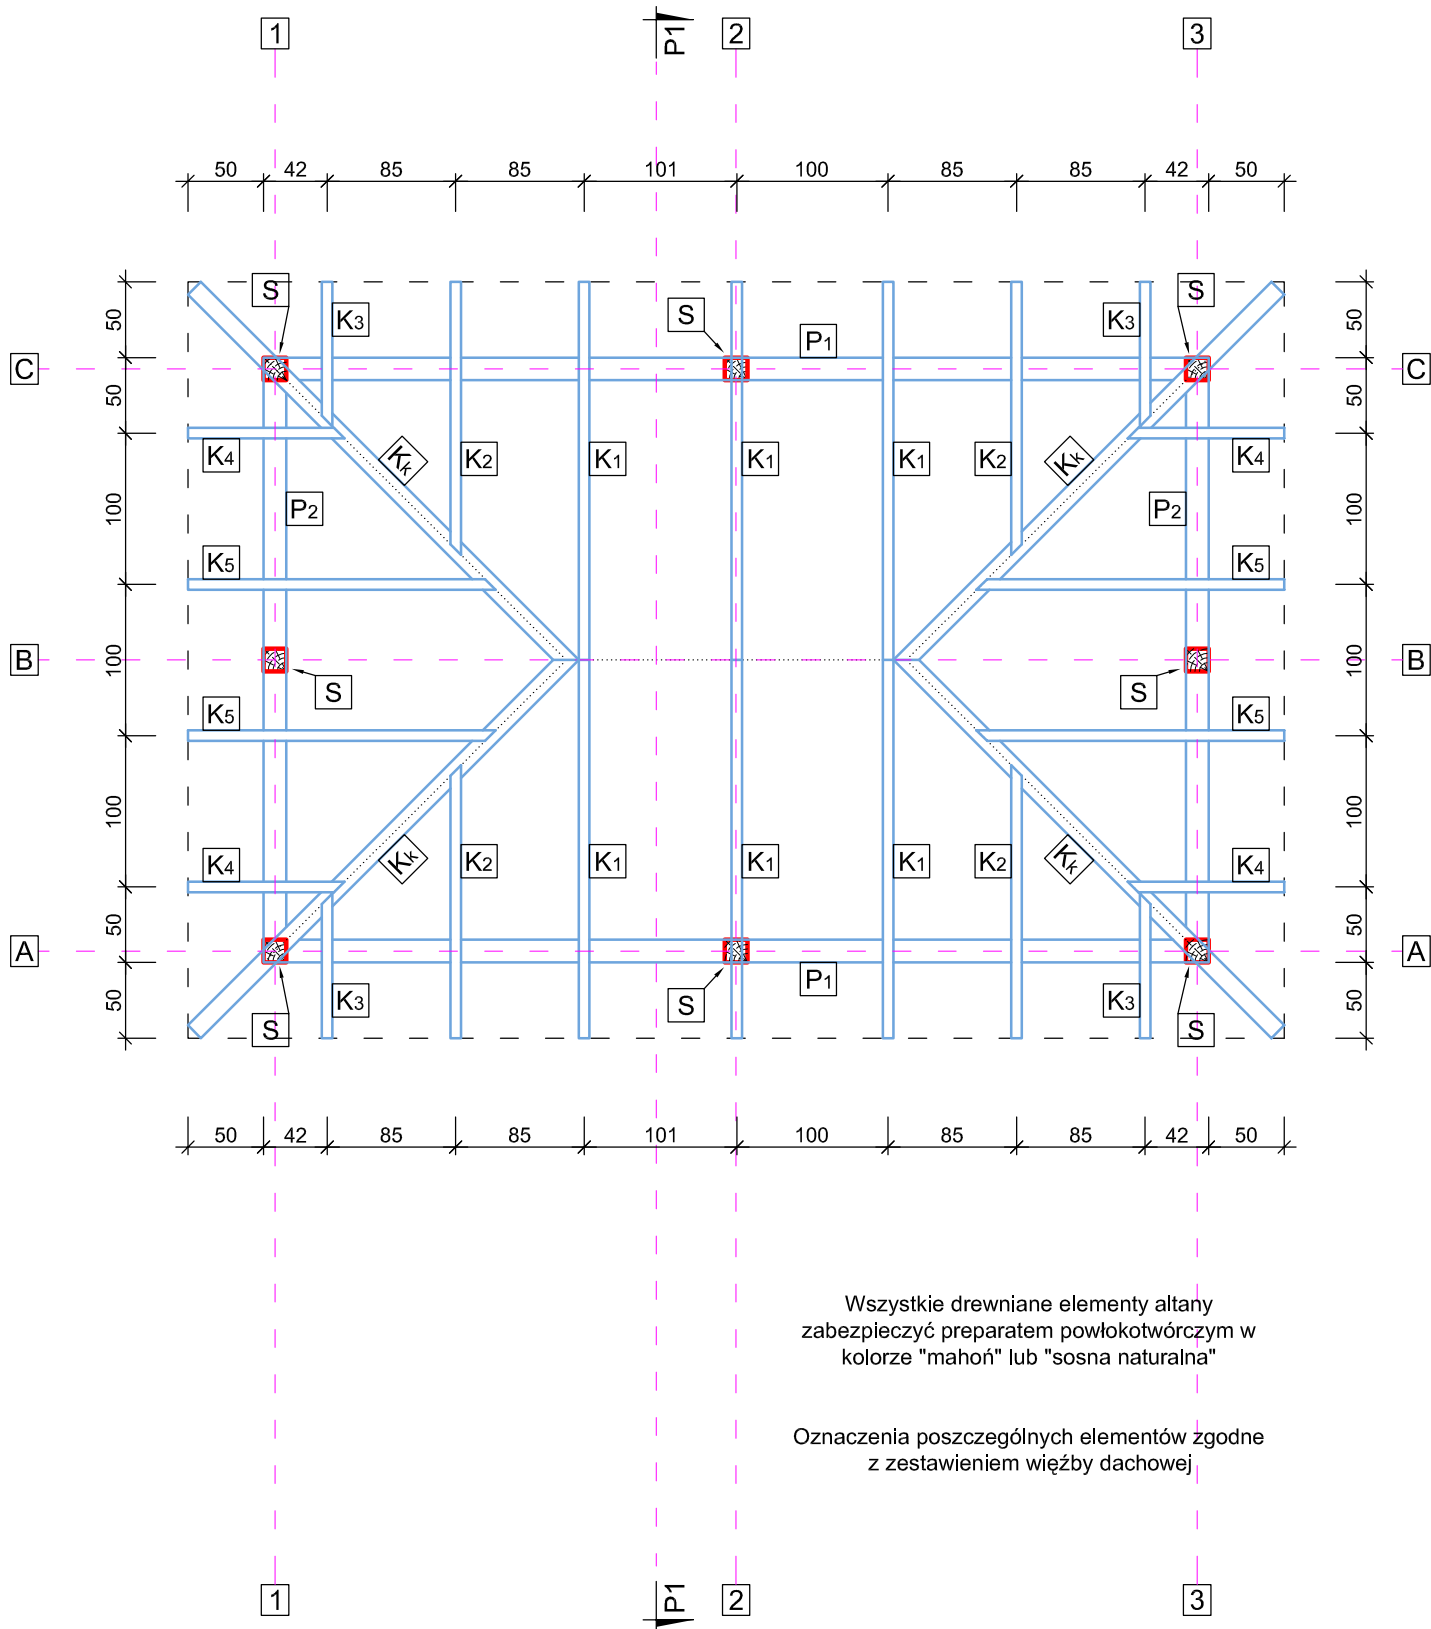 1
P1
2
3
50 42 85 85 101 100 85 85 42 50
S K3 S P1 K3 S
50 50
C C
50 50
K4 Kk K2 K1 K1 K1 K2 Kk K4
100 P2 P2 100
K5 K5
B 100 100 B
S S
K5 K5
100 100
K4 Kk K2 K1 K1 K1 K2 Kk K4
50 50
A A
S K3 S P1 K3 S
50 50
50 42 85 85 101 100 85 85 42 50
Wszystkie drewniane elementy altany
zabezpieczyć preparatem powłokotwórczym w
kolorze "mahoń" lub "sosna naturalna"
Oznaczenia poszczególnych elementów zgodne
z zestawieniem więźby dachowej
1
P1
2
3